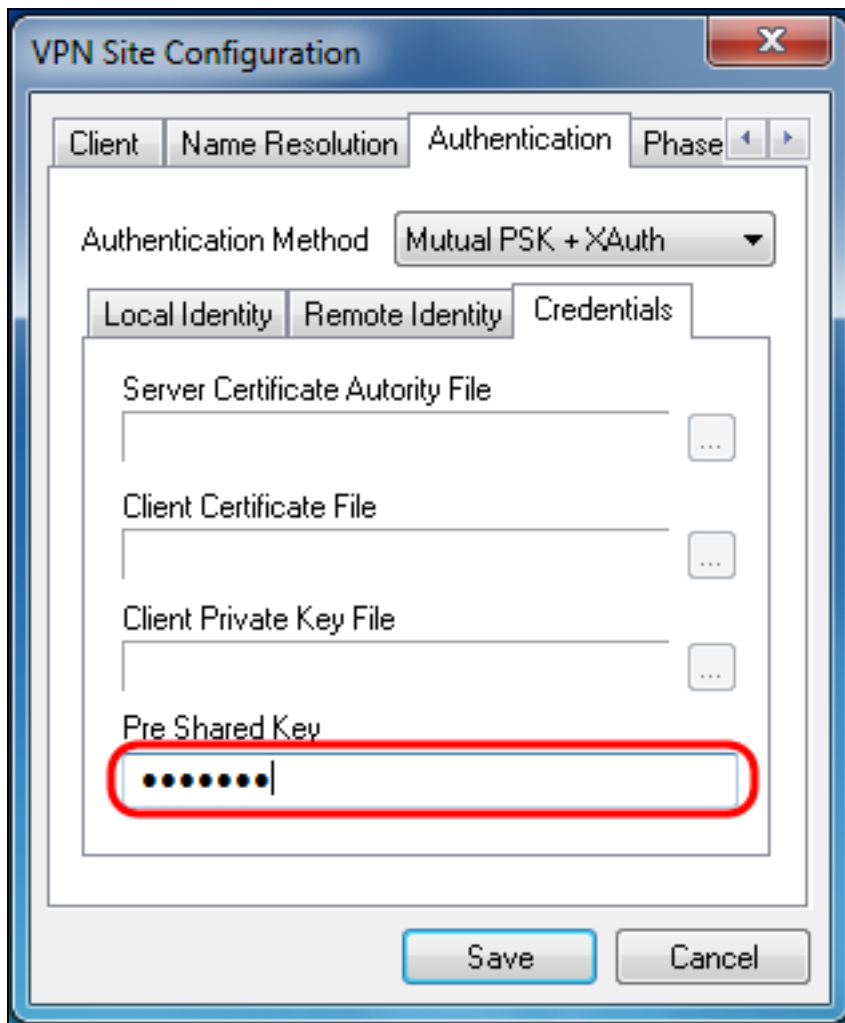 VPN Site Configuration
Client Name Resolution Authentication Phase
Authentication Method Mutual PSK + XAuth
Local Identity Remote Identity Credentials
Server Certificate Autority File
...
Client Certificate File
...
Client Private Key File
...
Pre Shared Key
●●●●●●●
Save Cancel